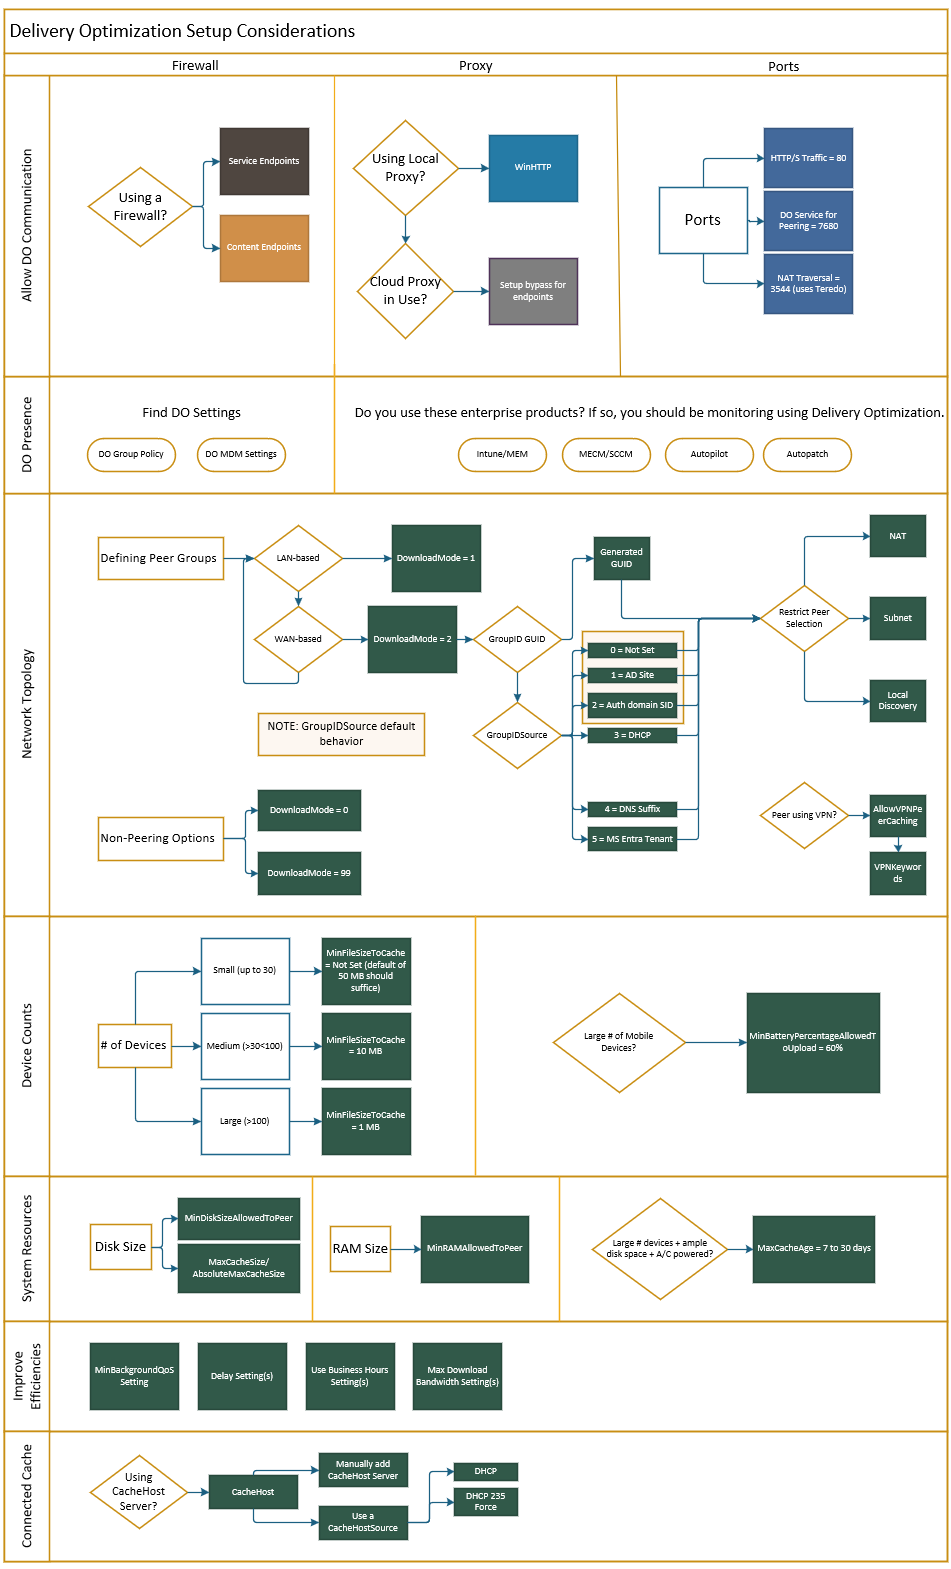 Delivery Optimization Setup Considerations
Firewall
Proxy
Ports
Allow DO Communication
Using a
Firewall?
Service Endpoints
Content Endpoints
Using Local
Proxy?
WinHTTP
Cloud Proxy
in Use?
Setup bypass for
endpoints
Ports
HTTP/S Traffic = 80
DO Service for
Peering = 7680
NAT Traversal =
3544 (uses Teredo)
DO Presence
Find DO Settings
DO Group Policy
DO MDM Settings
Do you use these enterprise products? If so, you should be monitoring using Delivery Optimization.
Intune/MEM
MECM/SCCM
Autopilot
Autopatch
Network Topology
Defining Peer Groups
LAN-based
DownloadMode = 1
WAN-based
DownloadMode = 2
GroupID GUID
Generated
GUID
GroupIDSource
0 = Not Set
1 = AD Site
2 = Auth domain SID
3 = DHCP
4 = DNS Suffix
5 = MS Entra Tenant
Restrict Peer
Selection
NAT
Subnet
Local
Discovery
NOTE: GroupIDSource default
behavior
Non-Peering Options
DownloadMode = 0
DownloadMode = 99
Peer using VPN?
AllowVPNPe
erCaching
VPNKeywor
ds
Device Counts
# of Devices
Small (up to 30)
MinFileSizeToCache
= Not Set (default of
50 MB should
suffice)
Medium (>30<100)
MinFileSizeToCache
= 10 MB
Large (>100)
MinFileSizeToCache
= 1 MB
Large # of Mobile
Devices?
MinBatteryPercentageAllowedT
oUpload = 60%
System Resources
Disk Size
MinDiskSizeAllowedToPeer
MaxCacheSize/
AbsoluteMaxCacheSize
RAM Size
MinRAMAllowedToPeer
Large # devices + ample
disk space + A/C powered?
MaxCacheAge = 7 to 30 days
Improve
Efficiencies
MinBackgroundQoS
Setting
Delay Setting(s)
Use Business Hours
Setting(s)
Max Download
Bandwidth Setting(s)
Connected Cache
Using
CacheHost
Server?
CacheHost
Manually add
CacheHost Server
Use a
CacheHostSource
DHCP
DHCP 235
Force